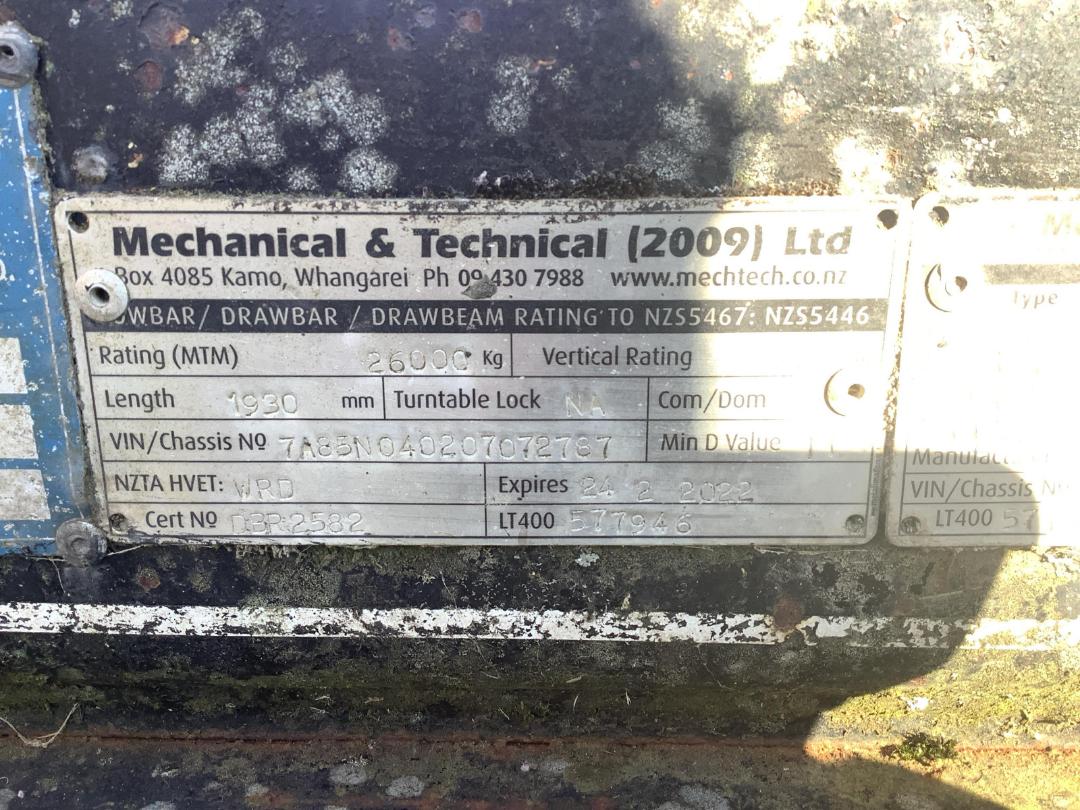 Mechanical & Technical (2009) Ltd
Box 4085 Kamo, Whangarei Ph 09 430 7988 www.mechtech.co.nz
TOWBAR/ DRAWBAR / DRAWBEAM RATING TO NZS5467: NZS5446
Rating (MTM) 26000 Kg Vertical Rating
Length 1930 mm Turntable Lock NA Com/Dom
VIN/Chassis Nº 7A85N040207072787 Min D Value
NZTA HVET: WRD Expires 24 2 2022
Cert Nº DBR2582 LT400 577946
Type
VIN/Chassis
LT400